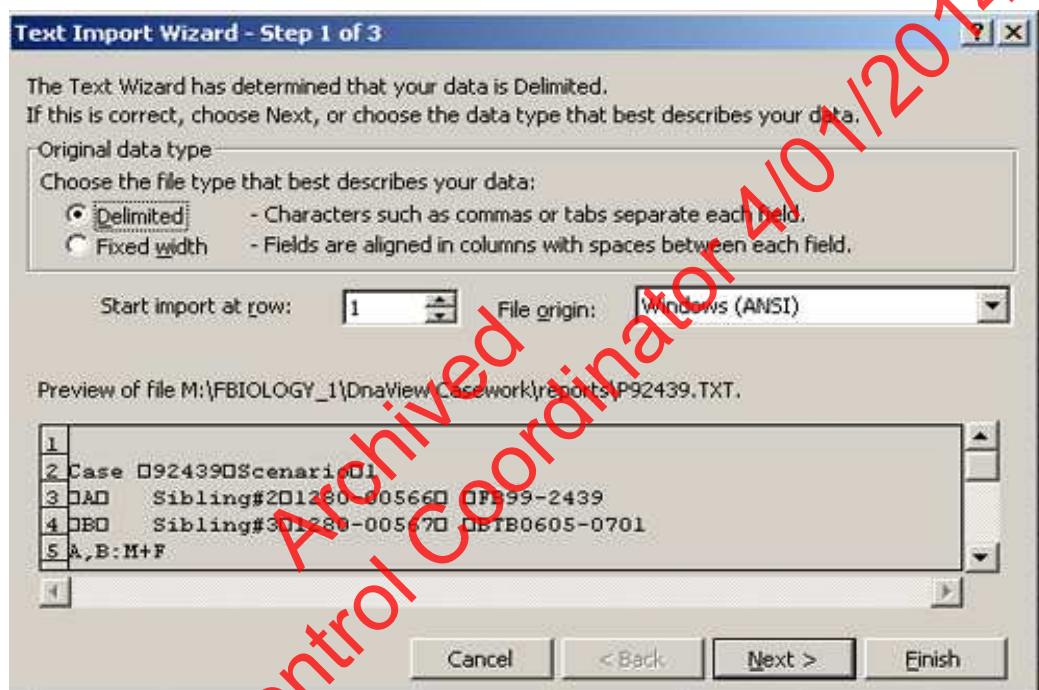 Text Import Wizard - Step 1 of 3
The Text Wizard has determined that your data is Delimited.
If this is correct, choose Next, or choose the data type that best describes your data.
Original data type
Choose the file type that best describes your data:
Delimited - Characters such as commas or tabs separate each field.
Fixed width - Fields are aligned in columns with spaces between each field.
Start import at row: 1 File origin: Windows (ANSI)
Preview of file M:\FBIOLOGY_1\DnaView Casework\reports\P92439.TXT.
1
2 Case □92439□Scenario□1
3 □A□ Sibling#2□1280-00566□ □FB99-2439
4 □B□ Sibling#3□1280-00567□ □BTB0605-0701
5 A,B:M+F
Cancel < Back Next > Finish
Archived
ntrol Coordinator 4/01/2014